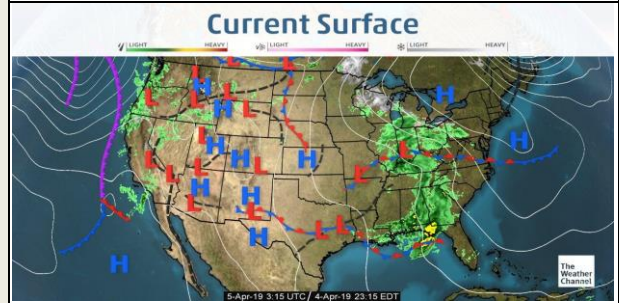 Current Surface
LIGHT HEAVY LIGHT HEAVY LIGHT HEAVY
L L
L L H
L H L
L
H
H
L L H
L H L L
L L L H L H
H L
L H
L
L L
H
H
The
Weather
Channel
5-Apr-19 3:15 UTC / 4-Apr-19 23:15 EDT